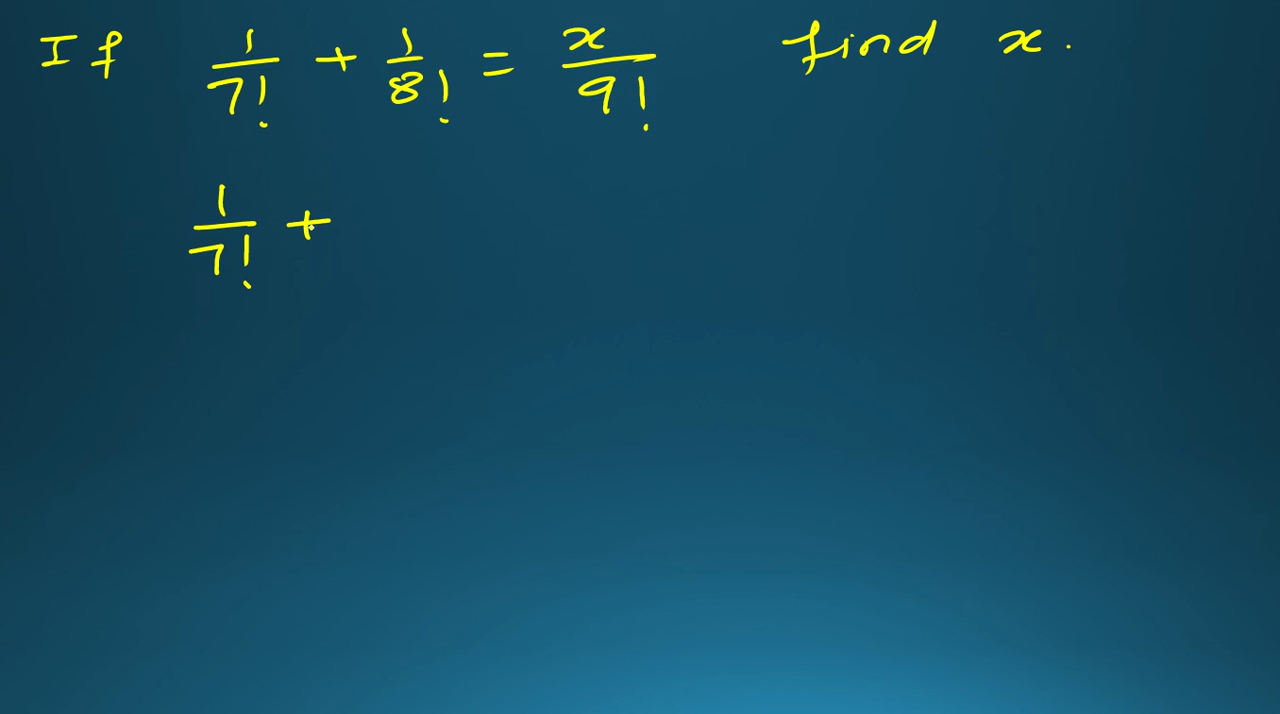 If 1/7! + 1/8! = x/9! find x.
1/7! +